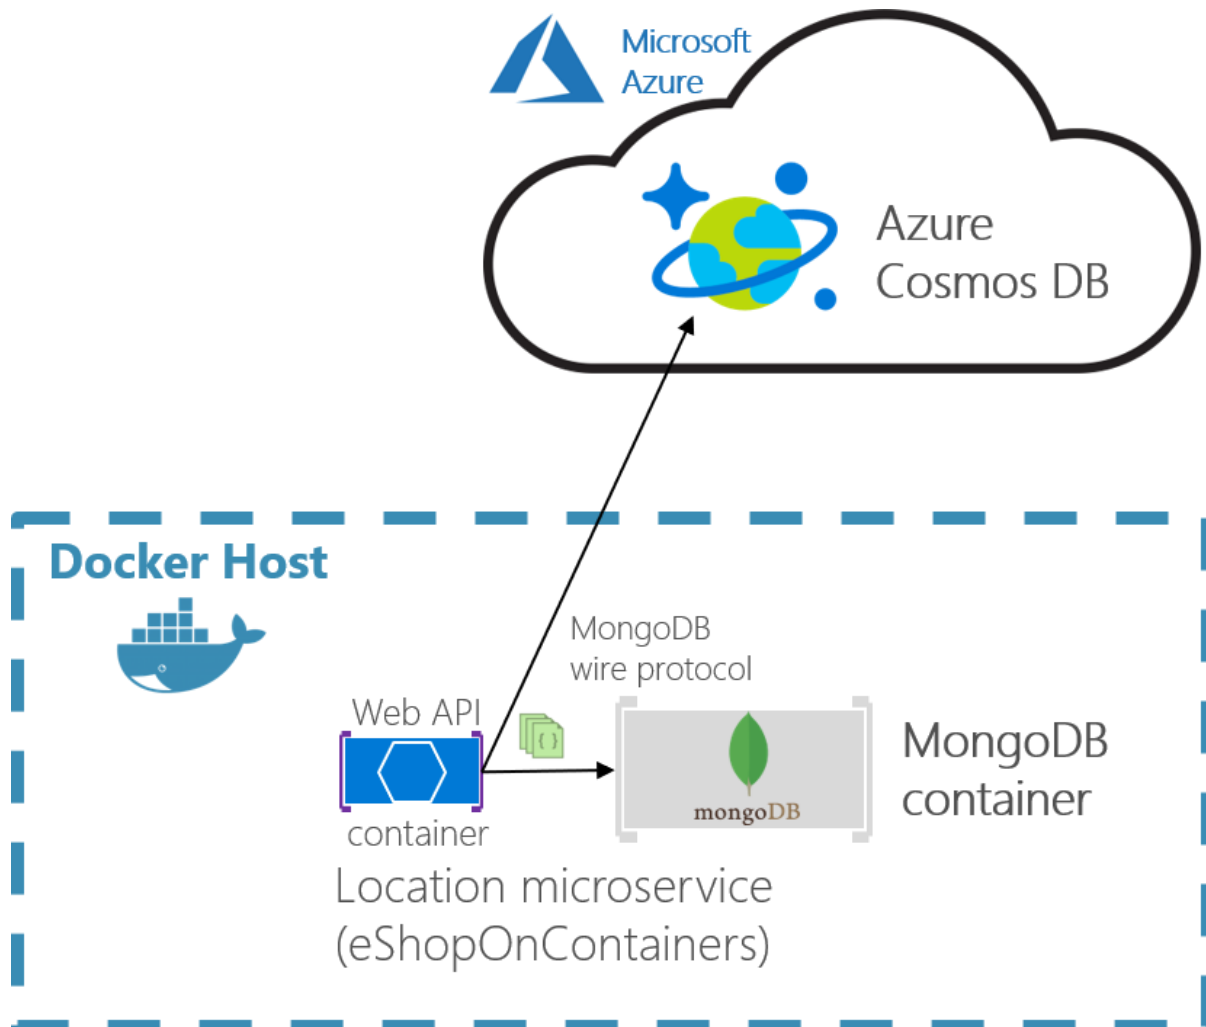 Microsoft
Azure
Azure
Cosmos DB
Docker Host
MongoDB
wire protocol
Web API
{ }
mongoDB
container
MongoDB
container
Location microservice
(eShopOnContainers)